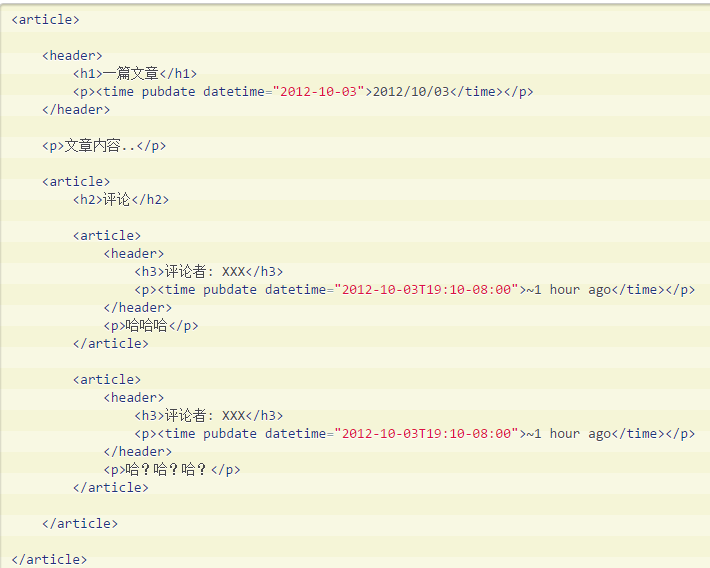 <article>
<header>
<h1>一篇文章</h1>
<p><time pubdate datetime="2012-10-03">2012/10/03</time></p>
</header>
<p>文章内容..</p>
<article>
<h2>评论</h2>
<article>
<header>
<h3>评论者: XXX</h3>
<p><time pubdate datetime="2012-10-03T19:10-08:00">~1 hour ago</time></p>
</header>
<p>哈哈哈</p>
</article>
<article>
<header>
<h3>评论者: XXX</h3>
<p><time pubdate datetime="2012-10-03T19:10-08:00">~1 hour ago</time></p>
</header>
<p>哈？哈？哈？</p>
</article>
</article>
</article>